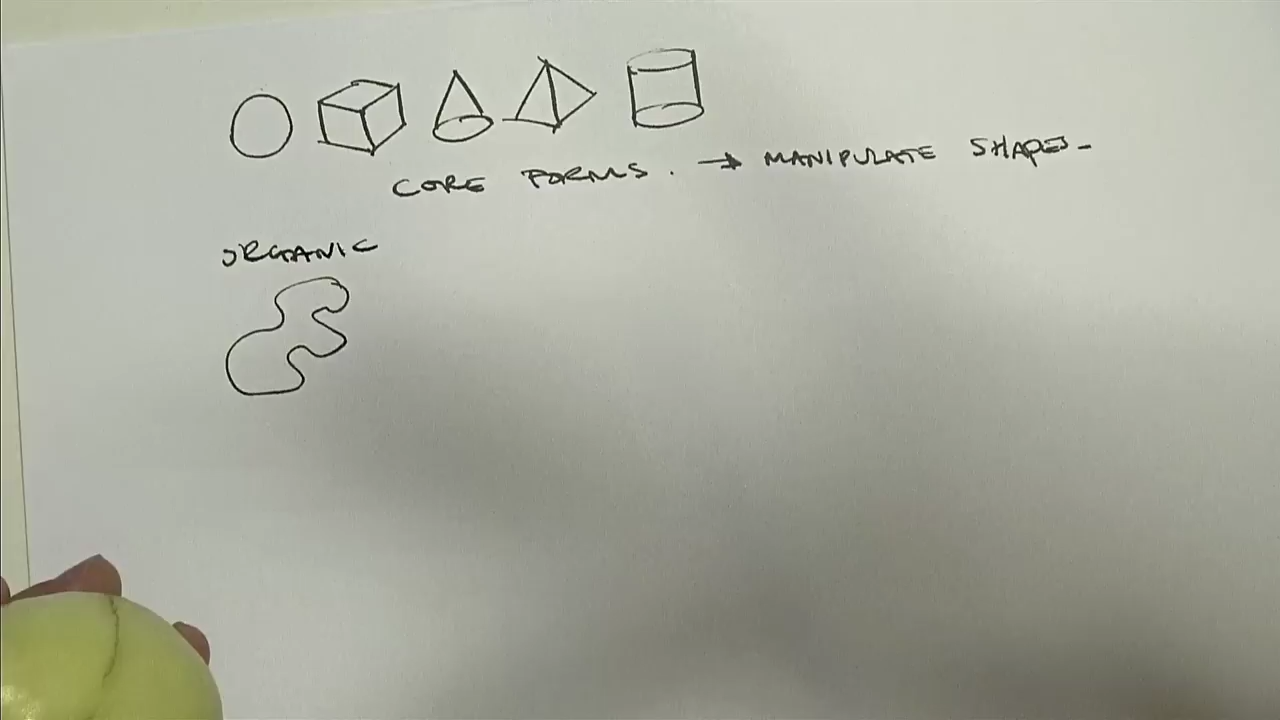 CORE FORMS. → MANIPULATE SHAPES-
ORGANIC